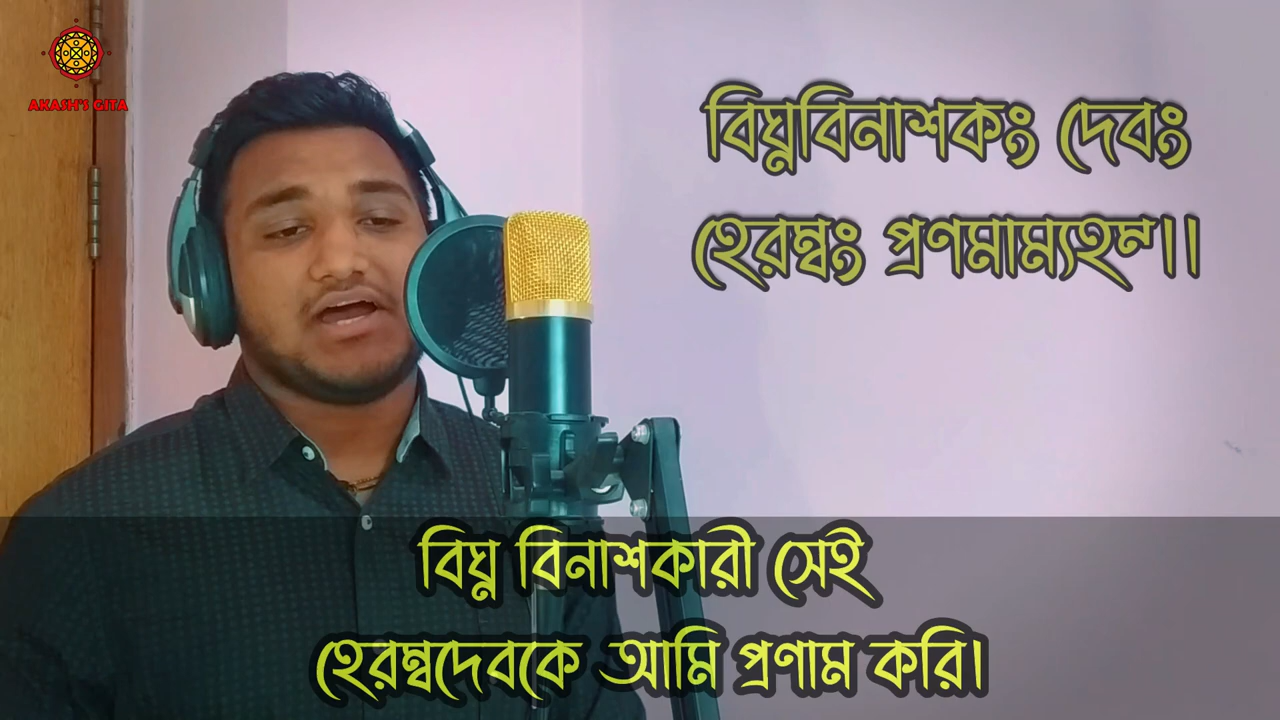 AKASH'S GITA
বিঘ্নবিনাশকং দেবং
হেরম্বং প্রণমাম্যহম্।।
বিঘ্ন বিনাশকারী সেই
হেরম্বদেবকে আমি প্রণাম করি।